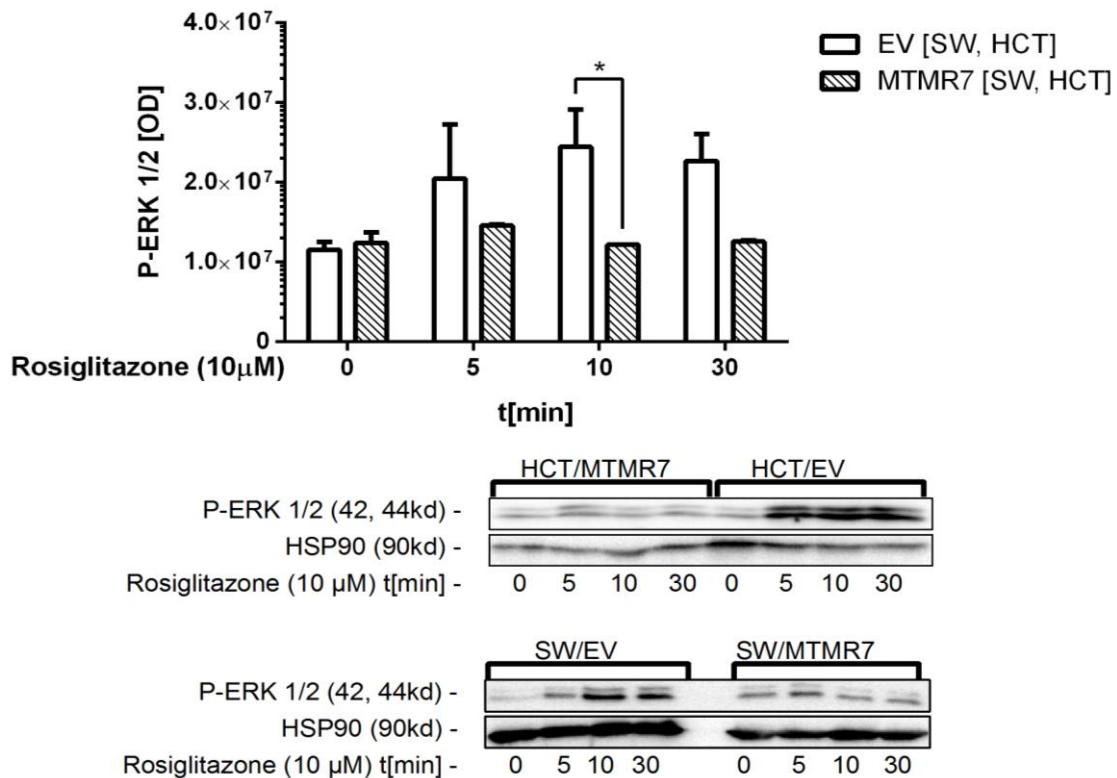 4.0×10⁷
EV [SW, HCT]
MTMR7 [SW, HCT]
*
3.0×10⁷
P-ERK 1/2 [OD]
2.0×10⁷
1.0×10⁷
0
Rosiglitazone (10µM) 0 5 10 30
t[min]
HCT/MTMR7 HCT/EV
P-ERK 1/2 (42, 44kd) -
HSP90 (90kd) -
Rosiglitazone (10 µM) t[min] - 0 5 10 30 0 5 10 30
SW/EV SW/MTMR7
P-ERK 1/2 (42, 44kd) -
HSP90 (90kd) -
Rosiglitazone (10 µM) t[min] - 0 5 10 30 0 5 10 30